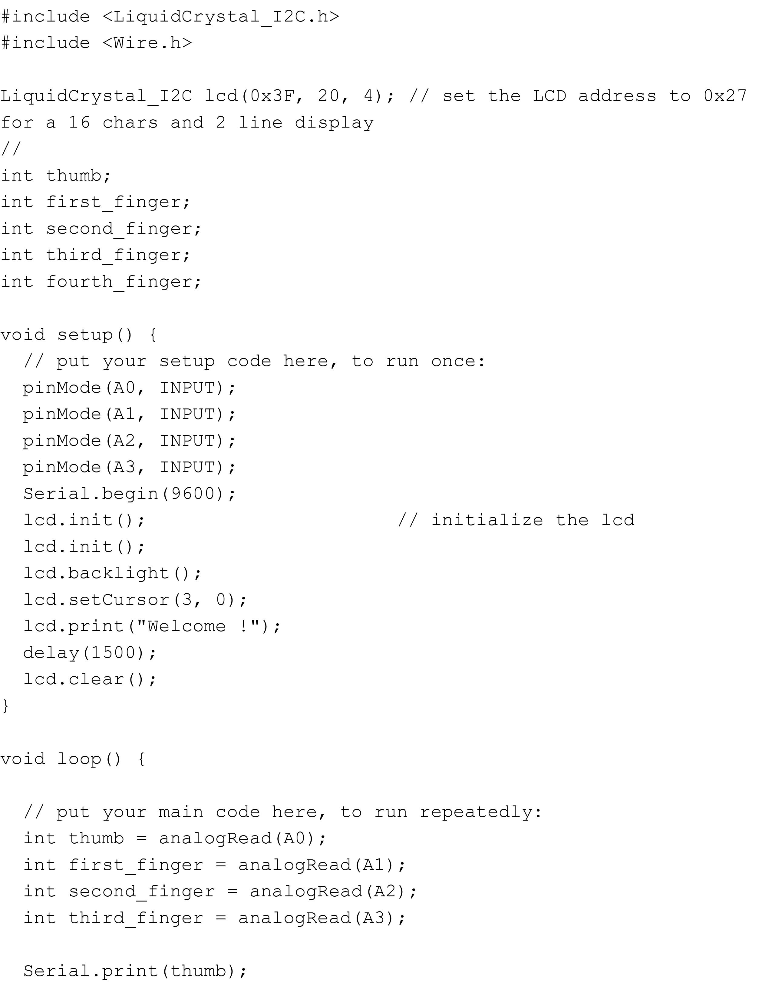 #include <LiquidCrystal_I2C.h>
#include <Wire.h>
LiquidCrystal_I2C lcd(0x3F, 20, 4); // set the LCD address to 0x27
for a 16 chars and 2 line display
//
int thumb;
int first_finger;
int second_finger;
int third_finger;
int fourth_finger;
void setup() {
  // put your setup code here, to run once:
  pinMode(A0, INPUT);
  pinMode(A1, INPUT);
  pinMode(A2, INPUT);
  pinMode(A3, INPUT);
  Serial.begin(9600);
  lcd.init();                      // initialize the lcd
  lcd.init();
  lcd.backlight();
  lcd.setCursor(3, 0);
  lcd.print("Welcome !");
  delay(1500);
  lcd.clear();
}
void loop() {
  // put your main code here, to run repeatedly:
  int thumb = analogRead(A0);
  int first_finger = analogRead(A1);
  int second_finger = analogRead(A2);
  int third_finger = analogRead(A3);
  Serial.print(thumb);